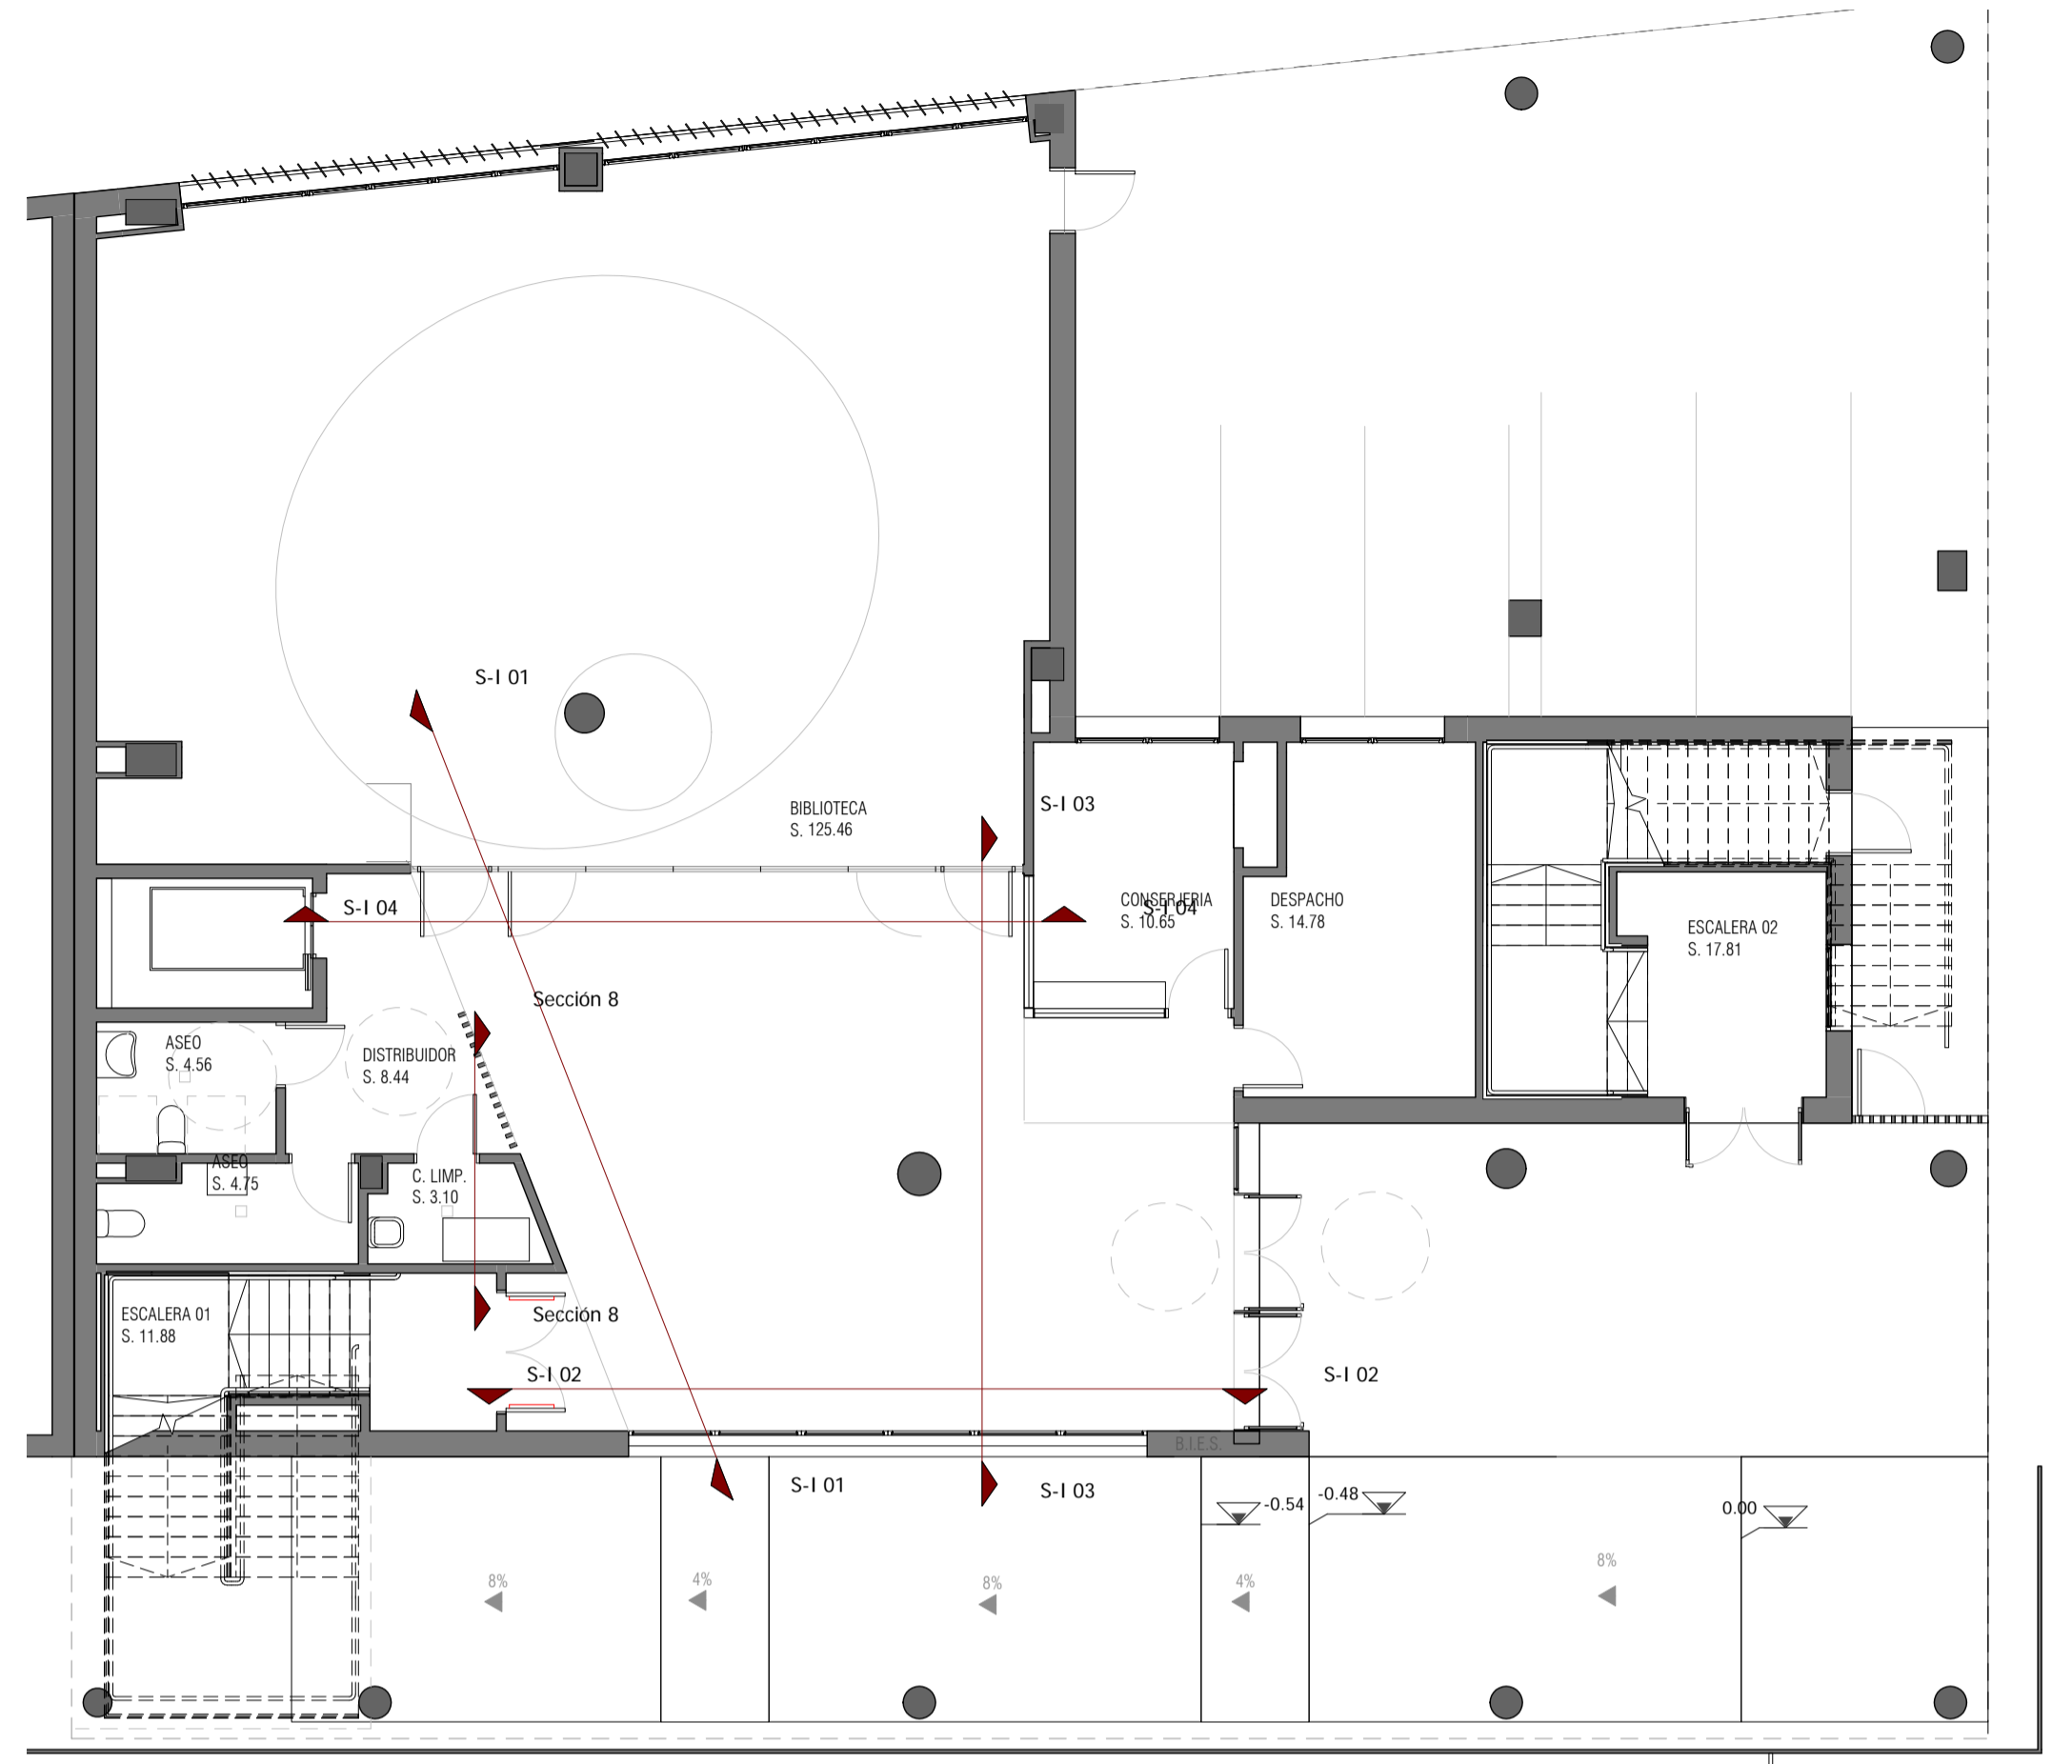 S-I 01
BIBLIOTECA
S. 125.46
S-I 03
S-I 04
CONSERJERIA
S. 10.65
S-I 04
DESPACHO
S. 14.78
ESCALERA 02
S. 17.81
Sección 8
ASEO
S. 4.56
DISTRIBUIDOR
S. 8.44
ASEO
S. 4.75
C. LIMP.
S. 3.10
ESCALERA 01
S. 11.88
Sección 8
S-I 02
S-I 02
B.I.E.S.
S-I 01
S-I 03
-0.54
-0.48
0.00
8%
4%
8%
4%
8%